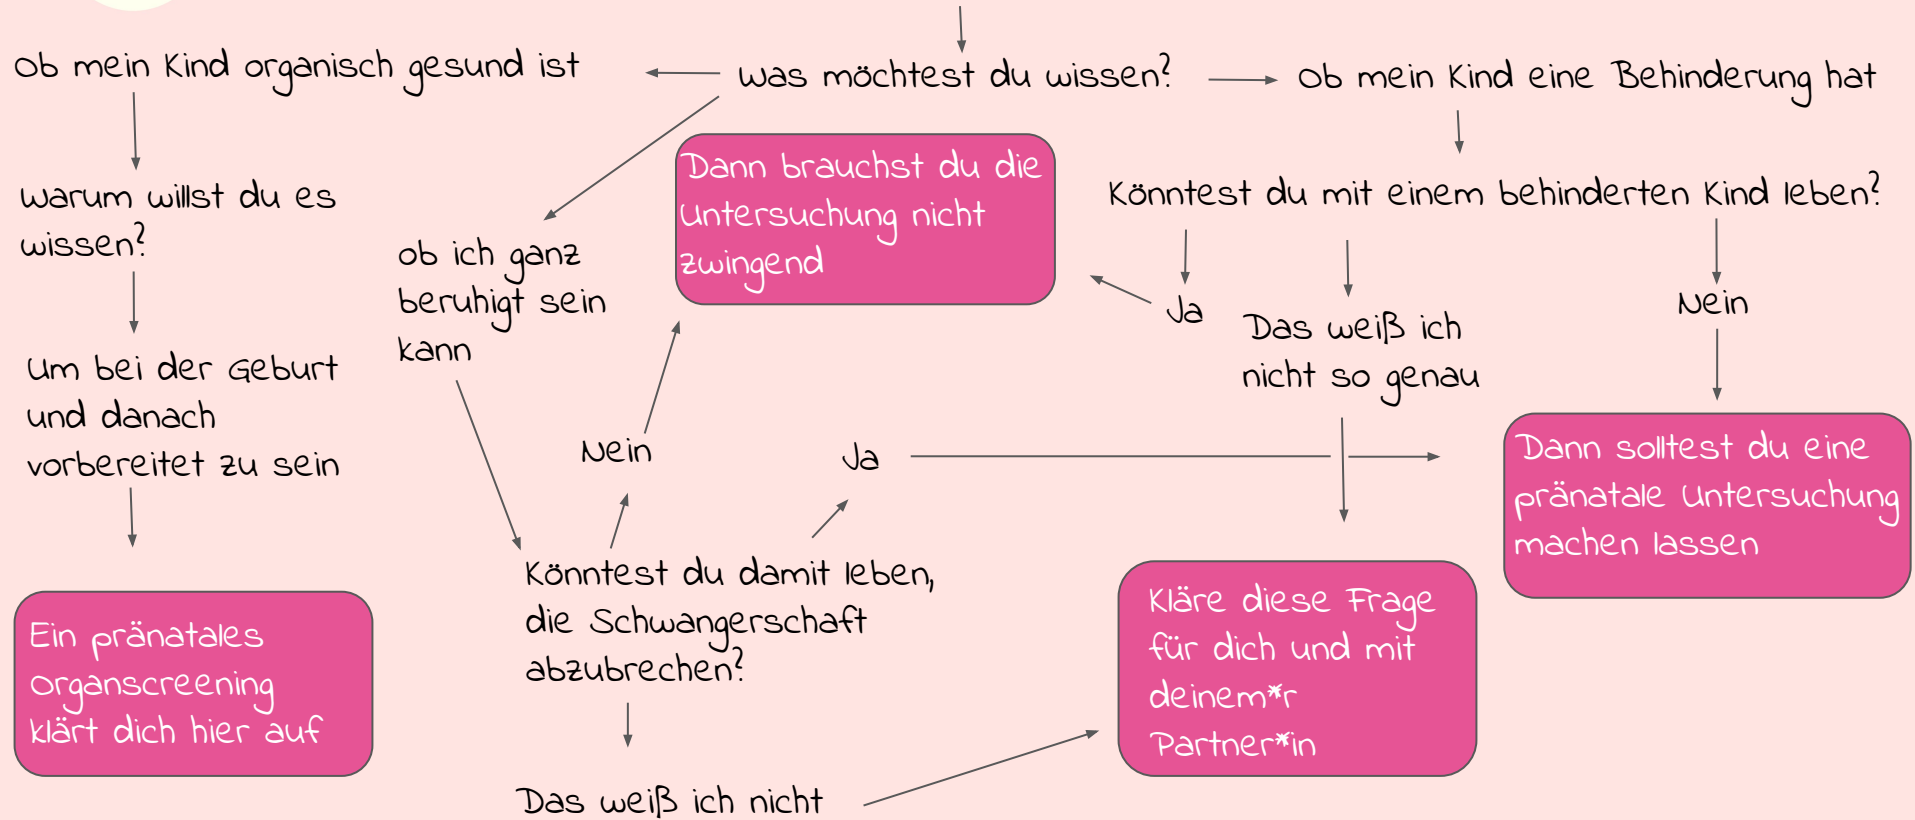 Ob mein Kind organisch gesund ist
Was möchtest du wissen?
Ob mein Kind eine Behinderung hat
Warum willst du es
wissen?
Um bei der Geburt
und danach
vorbereitet zu sein
Ein pränatales
Organscreening
klärt dich hier auf
ob ich ganz
beruhigt sein
kann
Dann brauchst du die
Untersuchung nicht
zwingend
Nein
Ja
Könntest du damit leben,
die Schwangerschaft
abzubrechen?
Das weiß ich nicht
Könntest du mit einem behinderten Kind leben?
Ja
Das weiß ich
nicht so genau
Nein
Dann solltest du eine
pränatale Untersuchung
machen lassen
Kläre diese Frage
für dich und mit
deinem*r
Partner*in